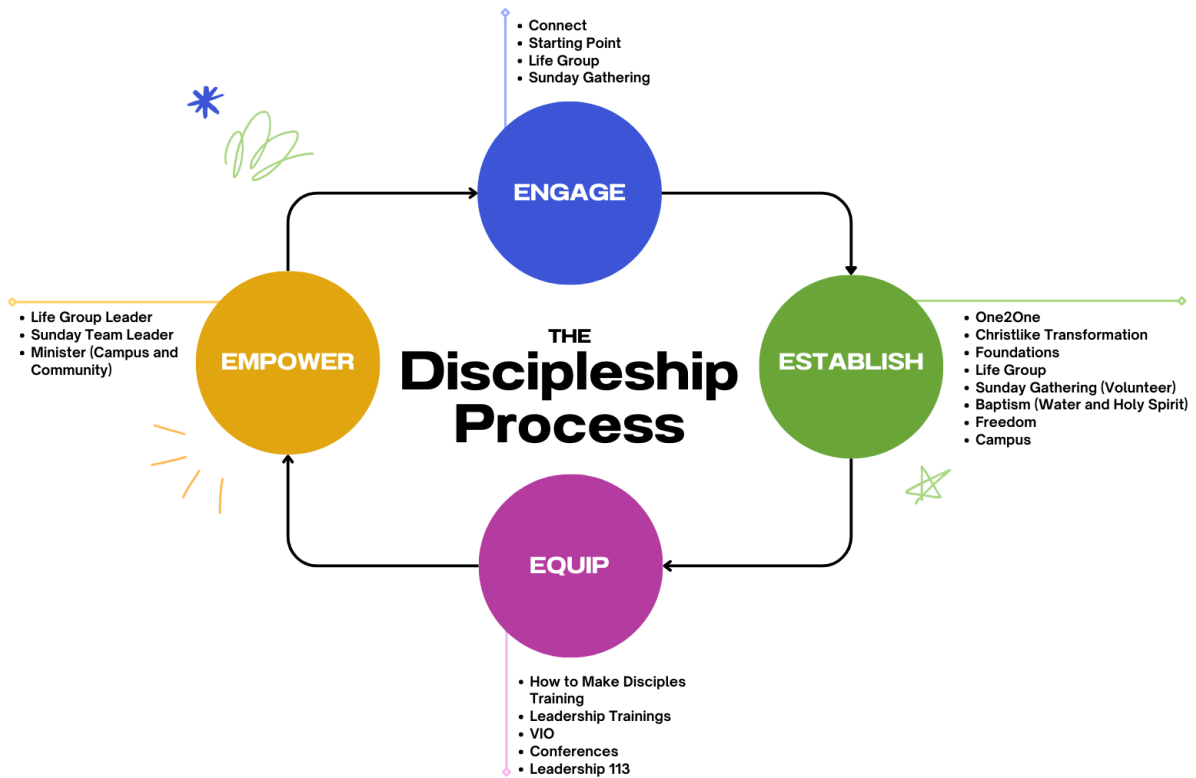 • Connect
• Starting Point
• Life Group
• Sunday Gathering
ENGAGE
• Life Group Leader
• Sunday Team Leader
• Minister (Campus and
Community)
EMPOWER
THE
Discipleship
Process
ESTABLISH
• One2One
• Christlike Transformation
• Foundations
• Life Group
• Sunday Gathering (Volunteer)
• Baptism (Water and Holy Spirit)
• Freedom
• Campus
EQUIP
• How to Make Disciples
Training
• Leadership Trainings
• VIO
• Conferences
• Leadership 113